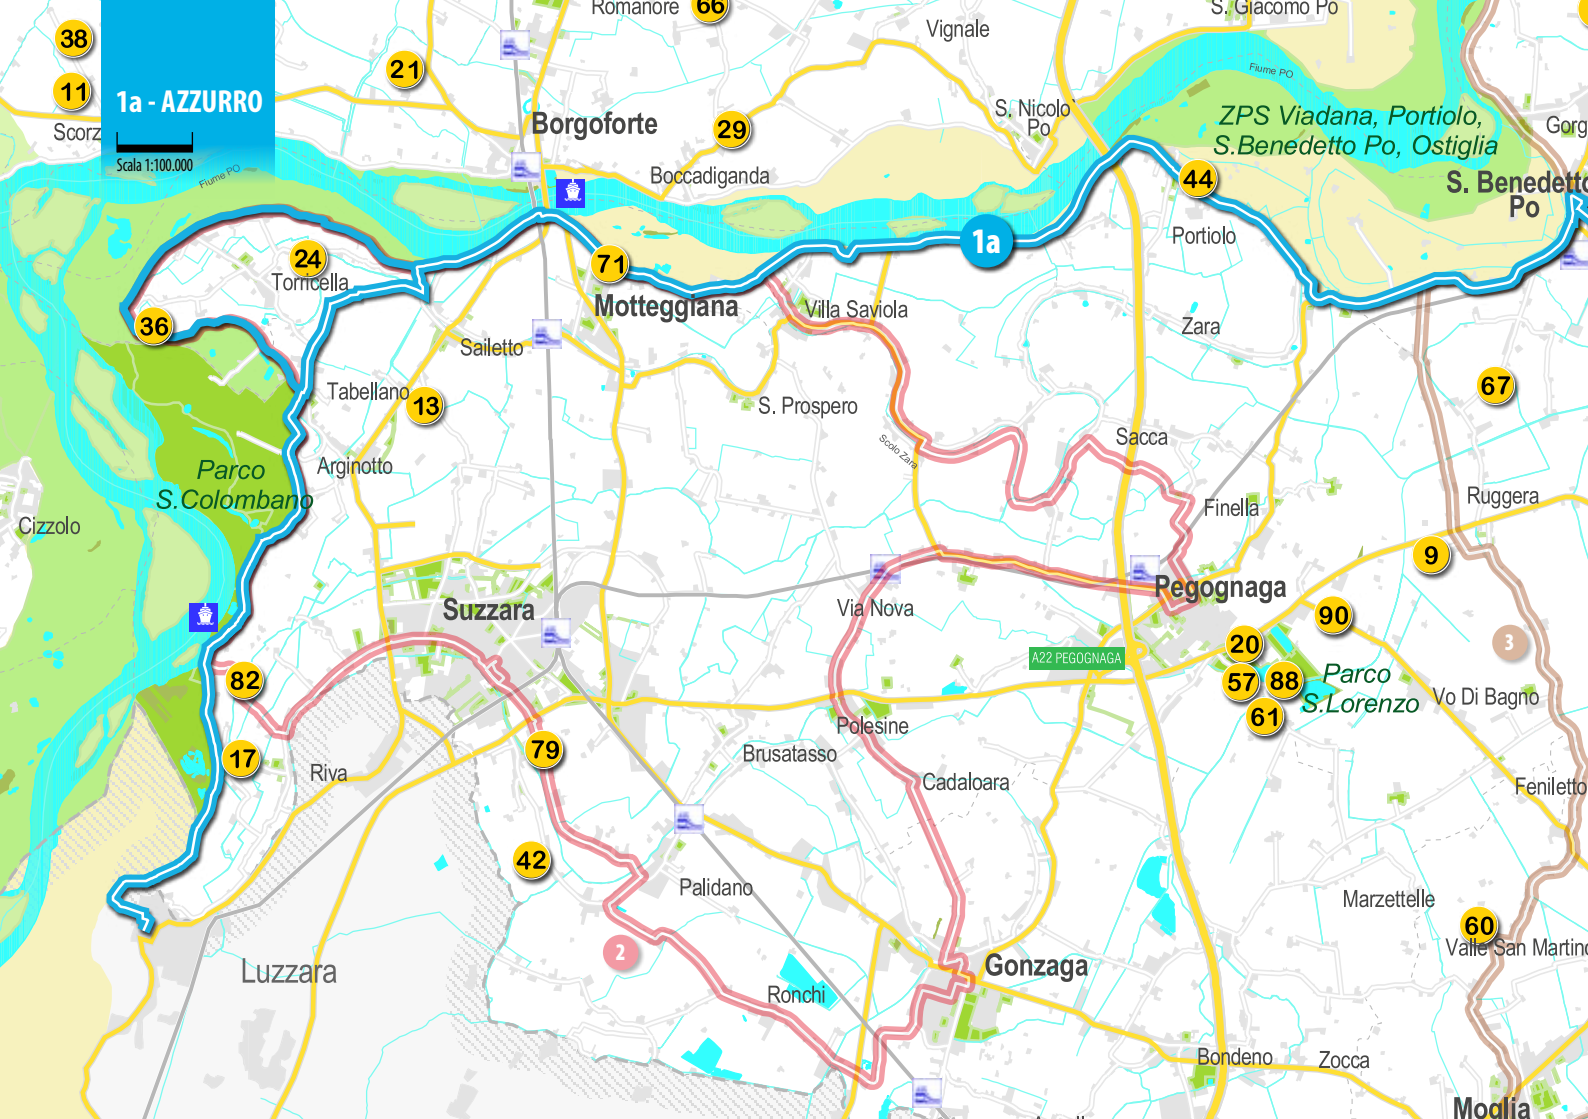 Romanore
66
S. Giacomo Po
Vignale
38
21
11
1a - AZZURRO
Scala 1:100.000
Scorz
Borgoforte
29
S. Nicolo'
Po
Fiume PO
ZPS Viadana, Portiolo,
S.Benedetto Po, Ostiglia
Gorg
Fiume PO
Boccadiganda
44
S. Benedetto
Po
24
Torricella
71
1a
Portiolo
Motteggiana
Villa Saviola
36
Sailetto
Zara
Tabellano
13
S. Prospero
67
Scolo Zara
Sacca
Parco
S.Colombano
Arginotto
Cizzolo
Finella
Ruggera
9
Suzzara
Via Nova
Pegognaga
90
20
3
A22 PEGOGNAGA
82
57
88
Parco
S.Lorenzo
Vo Di Bagno
61
Polesine
17
79
Riva
Brusatasso
Cadaloara
Feniletto
42
Palidano
Marzettelle
60
Valle San Martino
2
Luzzara
Gonzaga
Ronchi
Bondeno
Zocca
Moglia